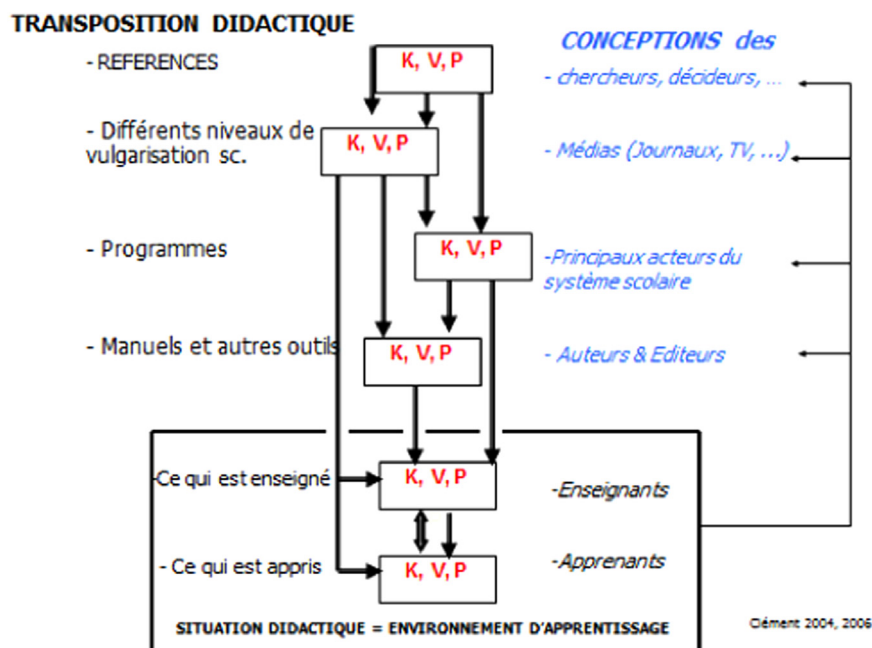 TRANSPOSITION DIDACTIQUE
CONCEPTIONS des
- REFERENCES
K, V, P
- chercheurs, décideurs, ...
- Différents niveaux de
vulgarisation sc.
K, V, P
- Médias (Journaux, TV, ...)
- Programmes
K, V, P
-Principaux acteurs du
système scolaire
- Manuels et autres outils
K, V, P
- Auteurs & Editeurs
-Ce qui est enseigné
K, V, P
-Enseignants
- Ce qui est appris
K, V, P
-Apprenants
SITUATION DIDACTIQUE = ENVIRONNEMENT D'APPRENTISSAGE
Clément 2004, 2006